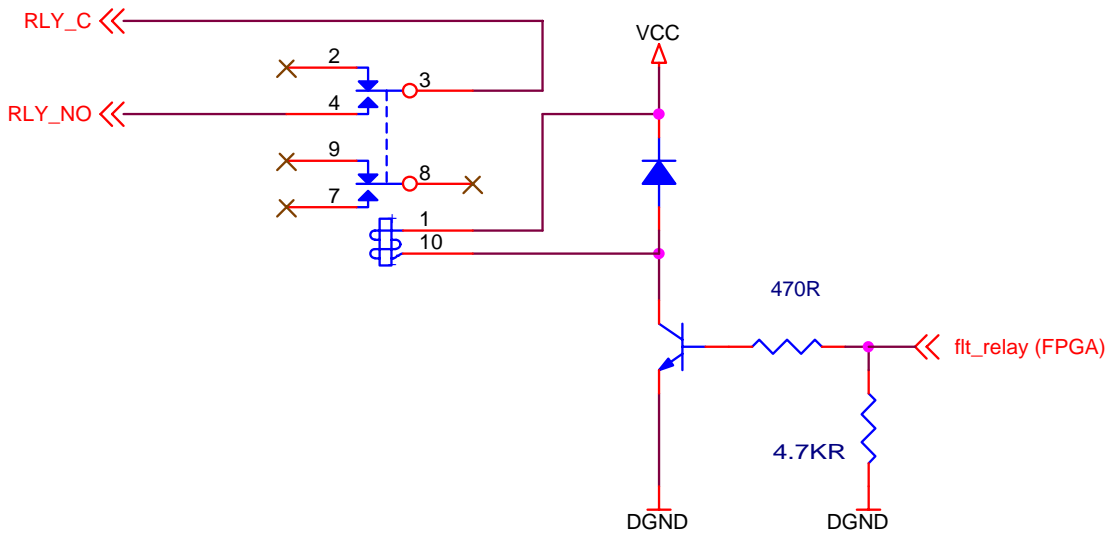 RLY_C
VCC
2
3
4
RLY_NO
9
8
7
1
10
470R
flt_relay (FPGA)
4.7KR
DGND
DGND